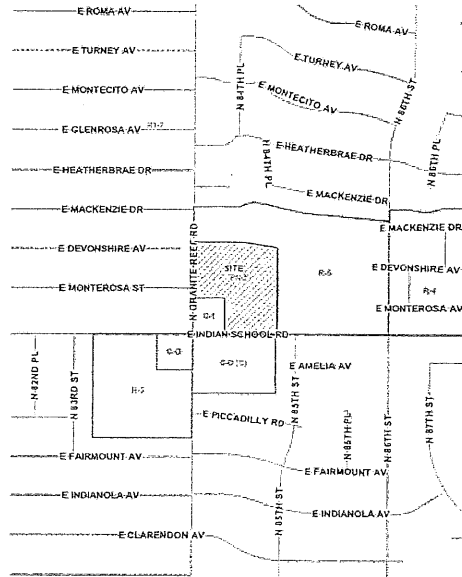 E ROMA AV
E ROMA AV
E TURNEY AV
E TURNEY AV
E MONTECITO AV
N 84TH PL
E MONTECITO AV
N 86TH ST
E GLENROSA AV
R1-7
E HEATHERBRAE DR
E HEATHERBRAE DR
N 84TH PL
N 86TH PL
E MACKENZIE DR
E MACKENZIE DR
E MACKENZIE DR
E DEVONSHIRE AV
N GRANITE REEF RD
SITE
R-5
E DEVONSHIRE AV
E MONTEROSA ST
C-1
R-4
E MONTEROSA AV
E INDIAN SCHOOL RD
N 82ND PL
N 83RD ST
R-5
C-O (C)
E AMELIA AV
N 85TH ST
E PICCADILLY RD
N 85TH PL
N 86TH ST
N 87TH ST
E FAIRMOUNT AV
E FAIRMOUNT AV
E INDIANOLA AV
N 85TH ST
E INDIANOLA AV
E CLARENDON AV